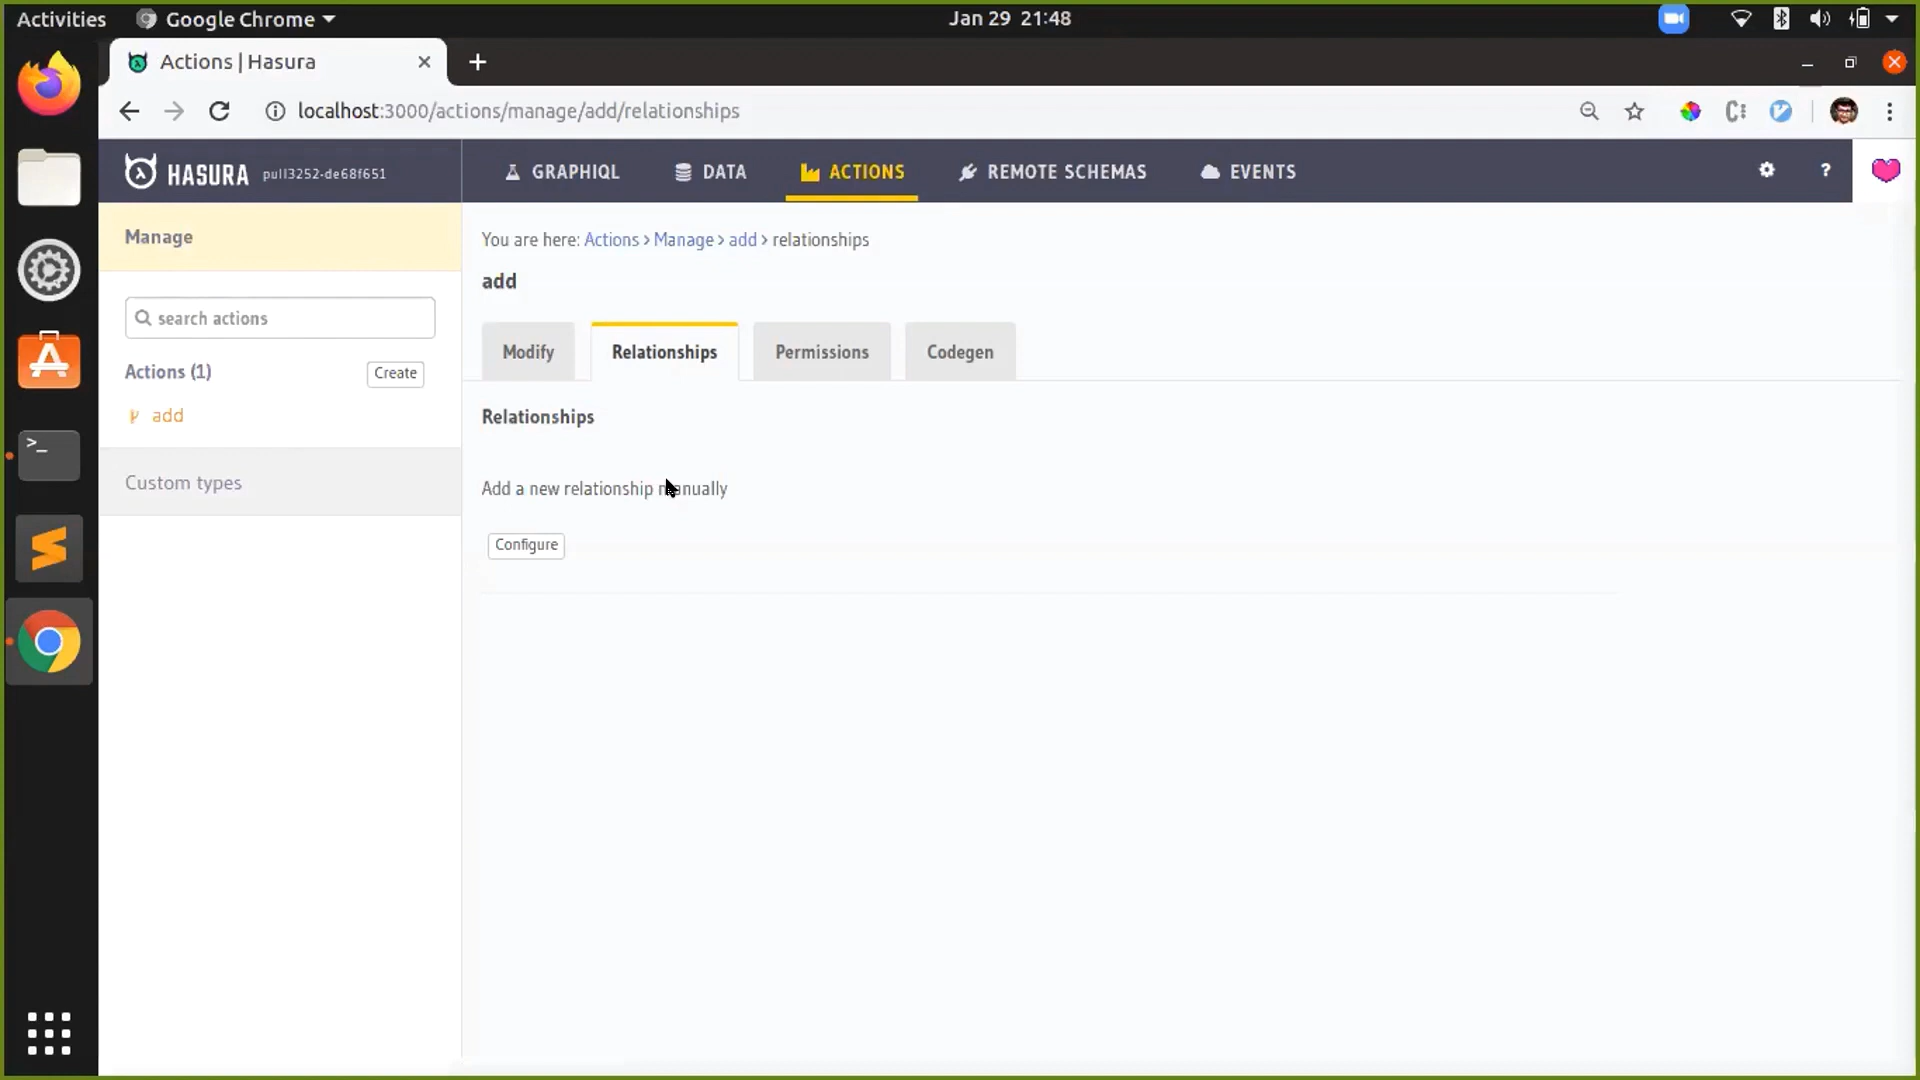 Activities Google Chrome Jan 29 21:48
Actions | Hasura
localhost:3000/actions/manage/add/relationships
HASURA pull3252-de68f651 GRAPHIQL DATA ACTIONS REMOTE SCHEMAS EVENTS ?
Manage
You are here: Actions > Manage > add > relationships
add
search actions
Modify Relationships Permissions Codegen
Actions (1) Create
add
Relationships
Custom types
Add a new relationship manually
Configure